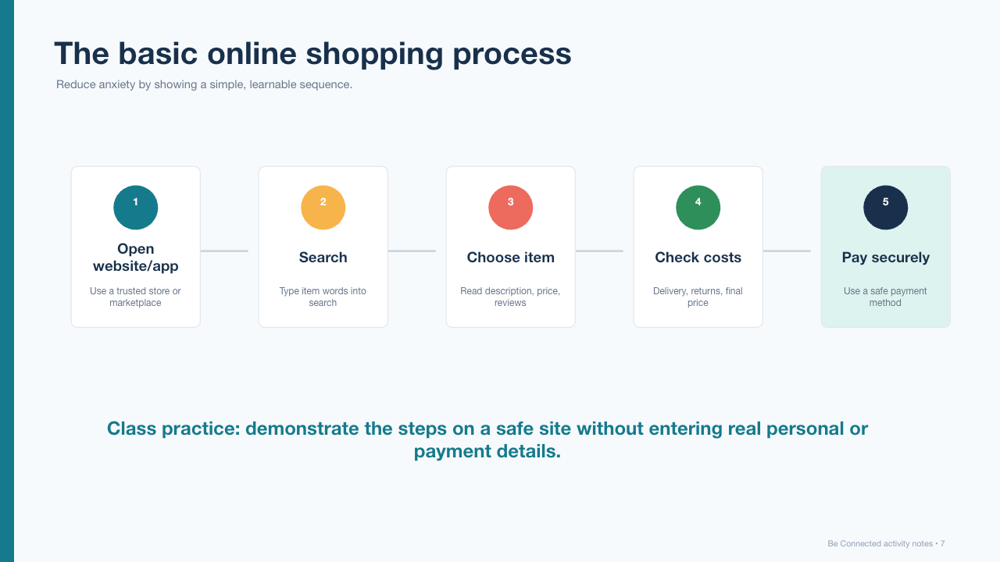 The basic online shopping process
Reduce anxiety by showing a simple, learnable sequence.
1
Open
website/app
Use a trusted store or
marketplace
2
Search
Type item words into
search
3
Choose item
Read description, price,
reviews
4
Check costs
Delivery, returns, final
price
5
Pay securely
Use a safe payment
method
Class practice: demonstrate the steps on a safe site without entering real personal or
payment details.
Be Connected activity notes • 7